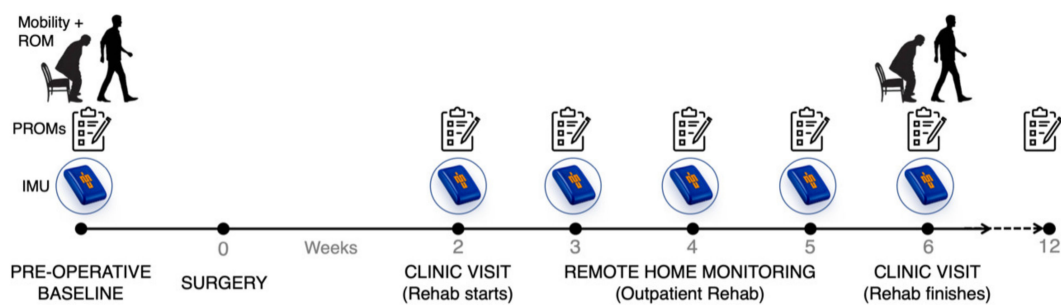 Mobility +
ROM
PROMs
IMU
0 Weeks 2 3 4 5 6 12
PRE-OPERATIVE
BASELINE
SURGERY
CLINIC VISIT
(Rehab starts)
REMOTE HOME MONITORING
(Outpatient Rehab)
CLINIC VISIT
(Rehab finishes)